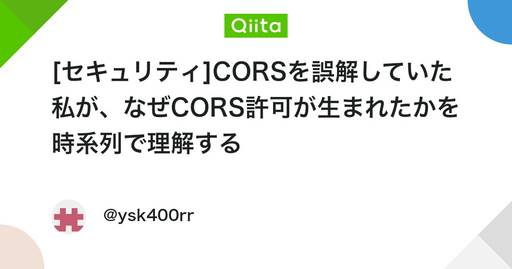 Qiita
[セキュリティ]CORSを誤解していた
私が、なぜCORS許可が生まれたかを
時系列で理解する
@ysk400rr